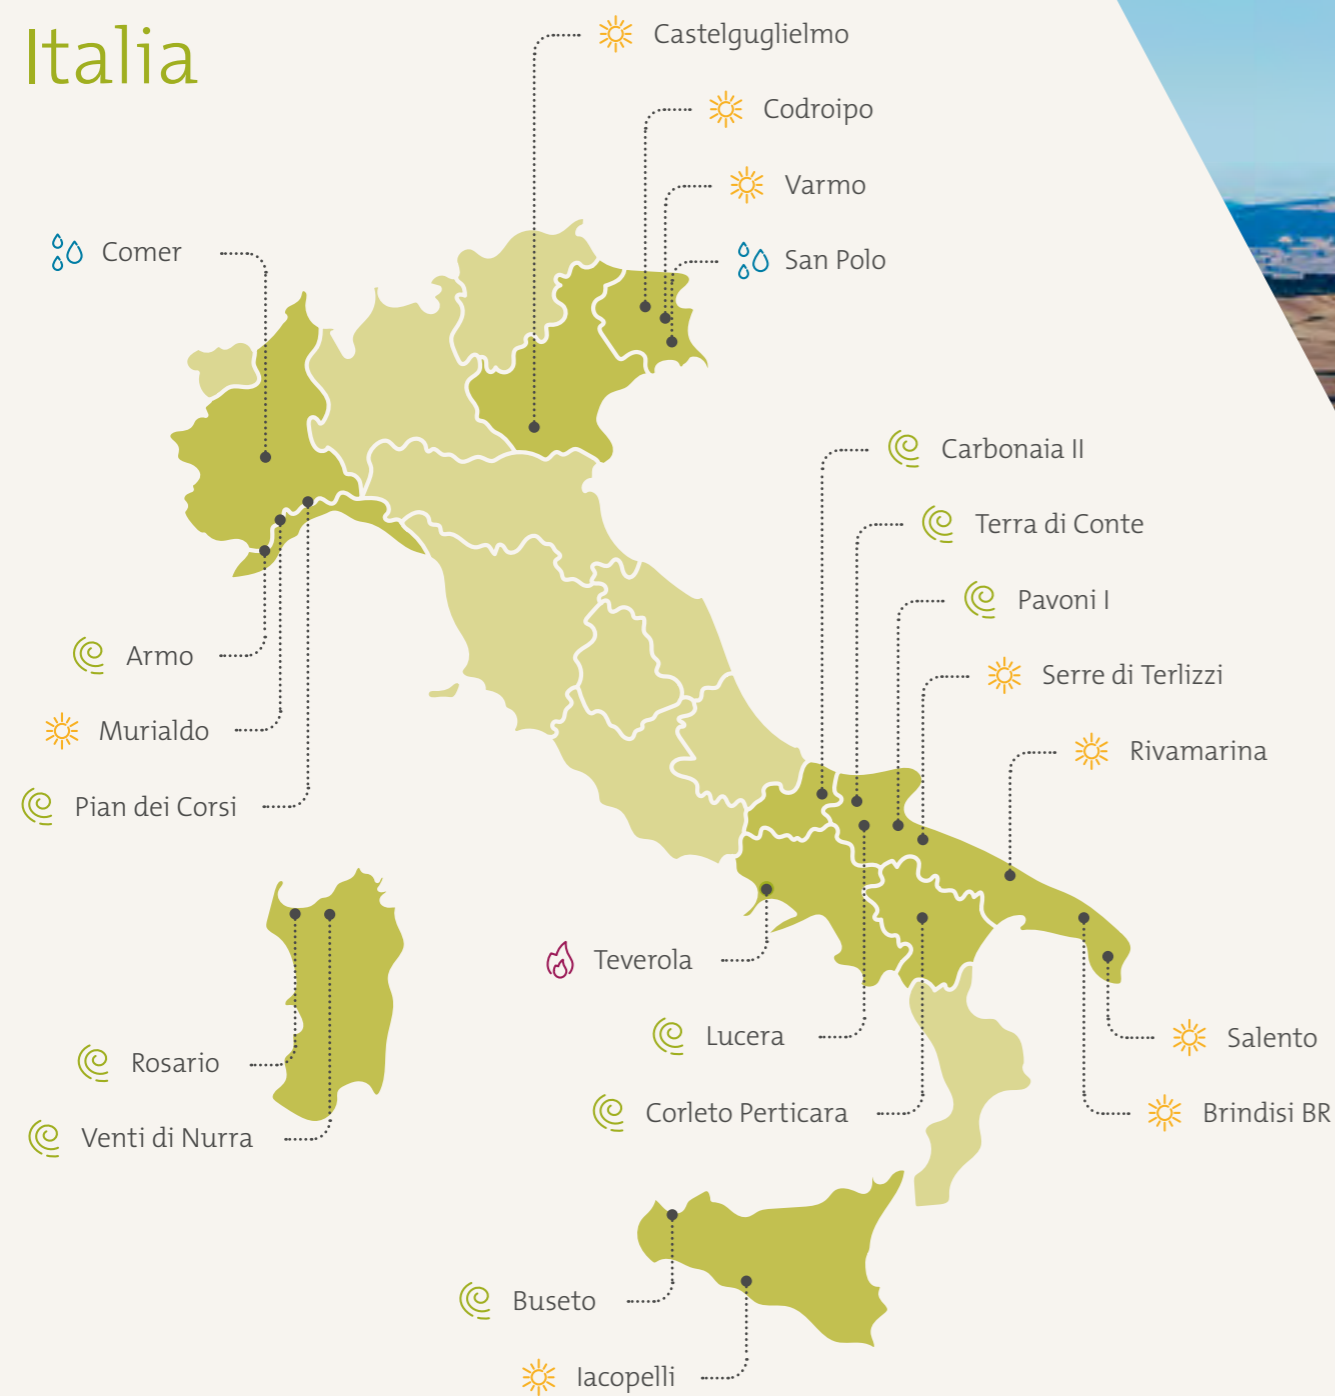 Italia
Castelguglielmo
Codroipo
Varmo
Comer
San Polo
Carbonaia II
Terra di Conte
Pavoni I
Armo
Serre di Terlizzi
Murialdo
Rivamarina
Pian dei Corsi
Teverola
Lucera
Salento
Rosario
Corleto Perticara
Brindisi BR
Venti di Nurra
Buseto
Iacopelli